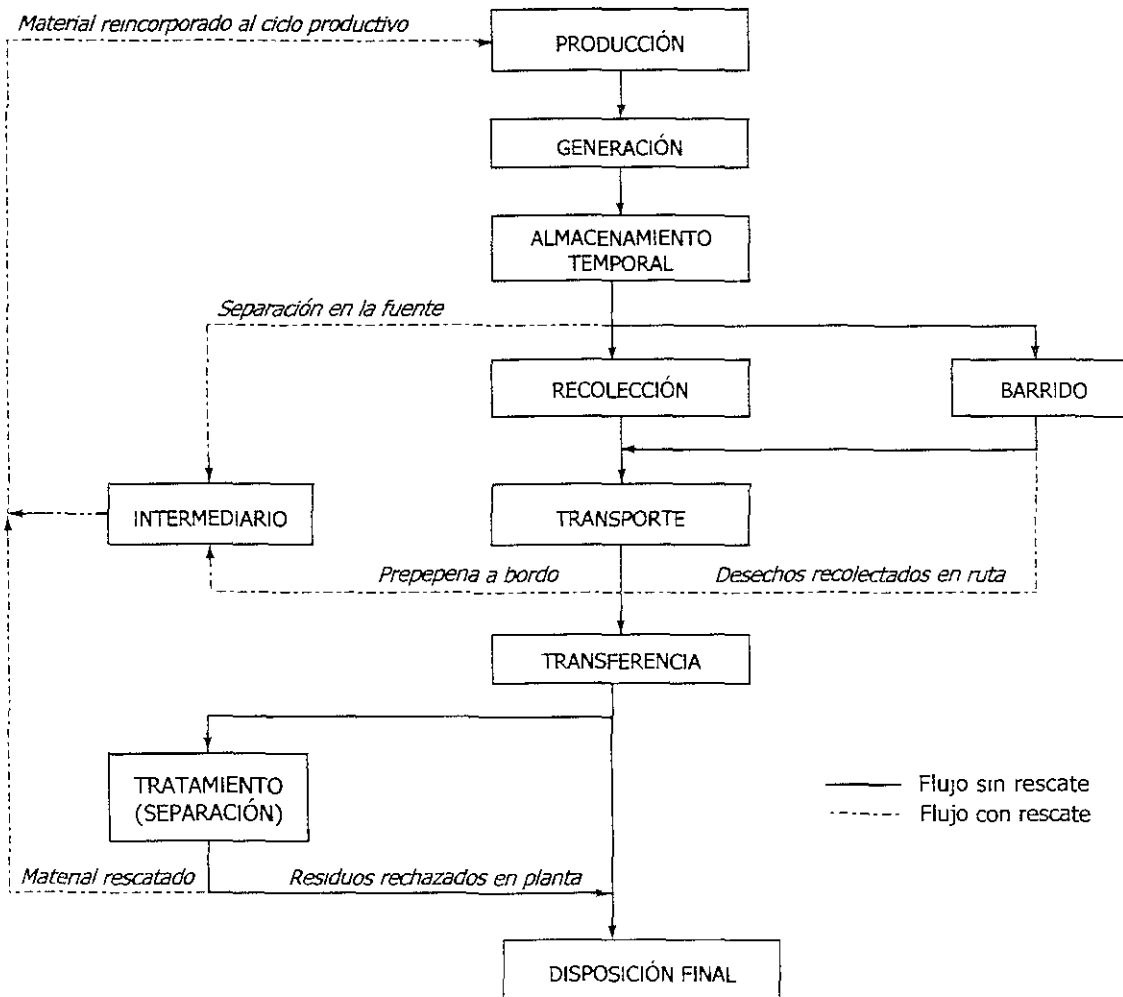 Material reincorporado al ciclo productivo
PRODUCCIÓN
GENERACIÓN
ALMACENAMIENTO
TEMPORAL
Separación en la fuente
RECOLECCIÓN
BARRIDO
INTERMEDIARIO
TRANSPORTE
Prepepena a bordo
Desechos recolectados en ruta
TRANSFERENCIA
TRATAMIENTO
(SEPARACIÓN)
Flujo sin rescate
Flujo con rescate
Material rescatado
Residuos rechazados en planta
DISPOSICIÓN FINAL